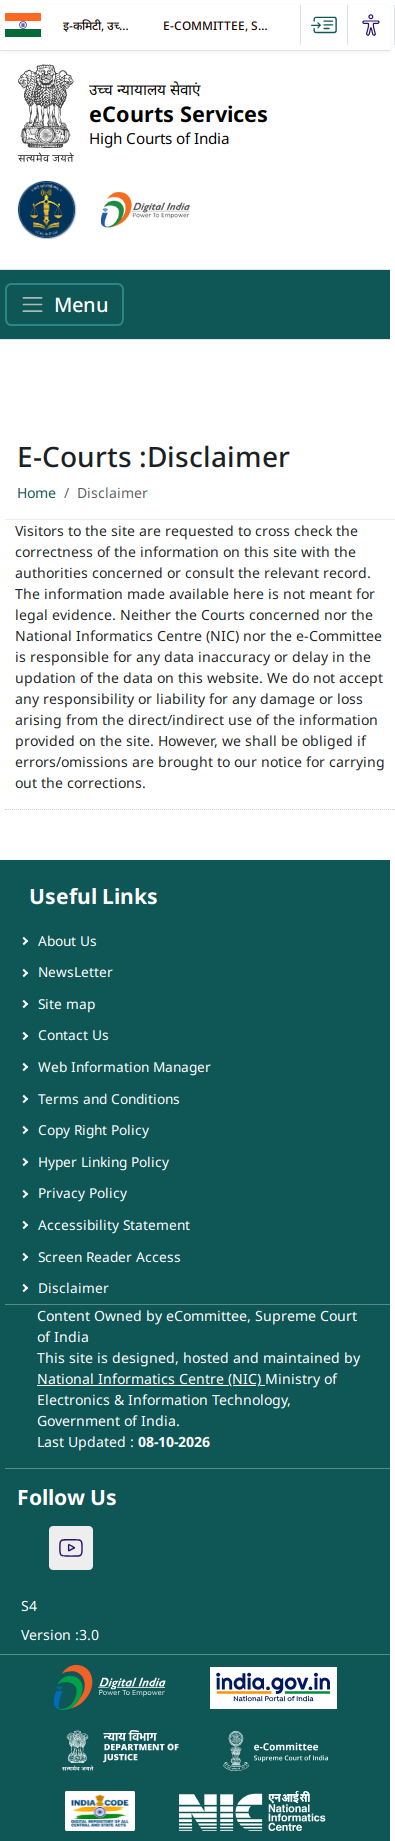 इ-कमिटी, उच्...
E-COMMITTEE, S...
सत्यमेव जयते
उच्च न्यायालय सेवाएं
eCourts Services
High Courts of India
Digital India
Power To Empower
Menu
E-Courts :Disclaimer
Home / Disclaimer
Visitors to the site are requested to cross check the
correctness of the information on this site with the
authorities concerned or consult the relevant record.
The information made available here is not meant for
legal evidence. Neither the Courts concerned nor the
National Informatics Centre (NIC) nor the e-Committee
is responsible for any data inaccuracy or delay in the
updation of the data on this website. We do not accept
any responsibility or liability for any damage or loss
arising from the direct/indirect use of the information
provided on the site. However, we shall be obliged if
errors/omissions are brought to our notice for carrying
out the corrections.
Useful Links
About Us
NewsLetter
Site map
Contact Us
Web Information Manager
Terms and Conditions
Copy Right Policy
Hyper Linking Policy
Privacy Policy
Accessibility Statement
Screen Reader Access
Disclaimer
Content Owned by eCommittee, Supreme Court
of India
This site is designed, hosted and maintained by
National Informatics Centre (NIC) Ministry of
Electronics & Information Technology,
Government of India.
Last Updated : 08-10-2026
Follow Us
S4
Version :3.0
Digital India
Power To Empower
india.gov.in
National Portal of India
सत्यमेव जयते
न्याय विभाग
DEPARTMENT OF
JUSTICE
e-Committee
Supreme Court of India
INDIA CODE
DIGITAL REPOSITORY OF ALL
CENTRAL AND STATE ACTS
NIC
एनआईसी
National
Informatics
Centre